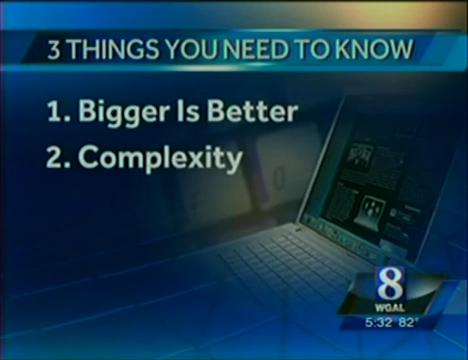 3 THINGS YOU NEED TO KNOW
1. Bigger Is Better
2. Complexity
8
WGAL
5:32 82°